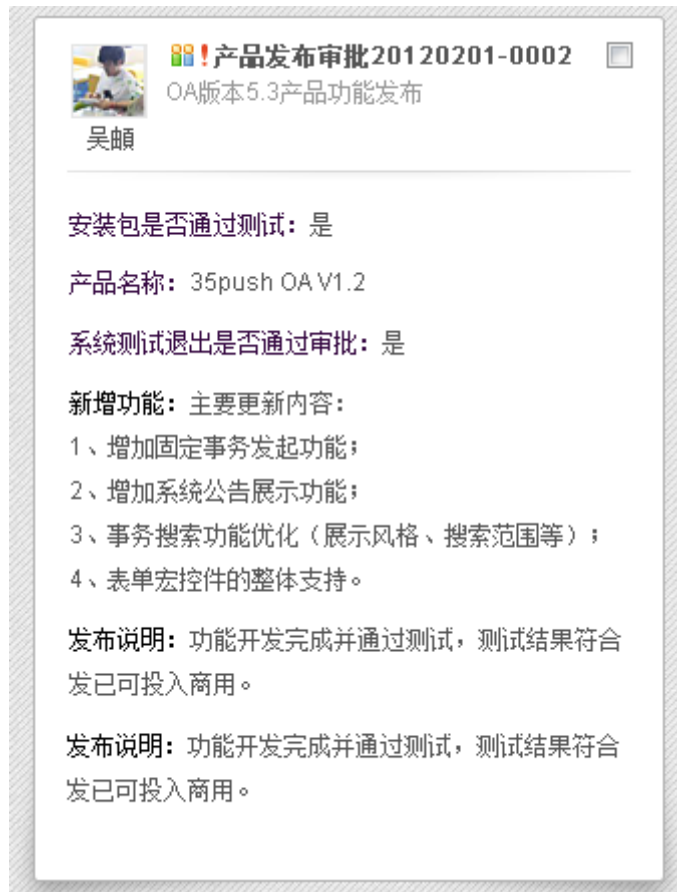 产品发布审批20120201-0002
OA版本5.3产品功能发布
吴頔
安装包是否通过测试：是
产品名称：35push OA V1.2
系统测试退出是否通过审批：是
新增功能：主要更新内容：
1、增加固定事务发起功能；
2、增加系统公告展示功能；
3、事务搜索功能优化（展示风格、搜索范围等）；
4、表单宏控件的整体支持。
发布说明：功能开发完成并通过测试，测试结果符合
发已可投入商用。
发布说明：功能开发完成并通过测试，测试结果符合
发已可投入商用。